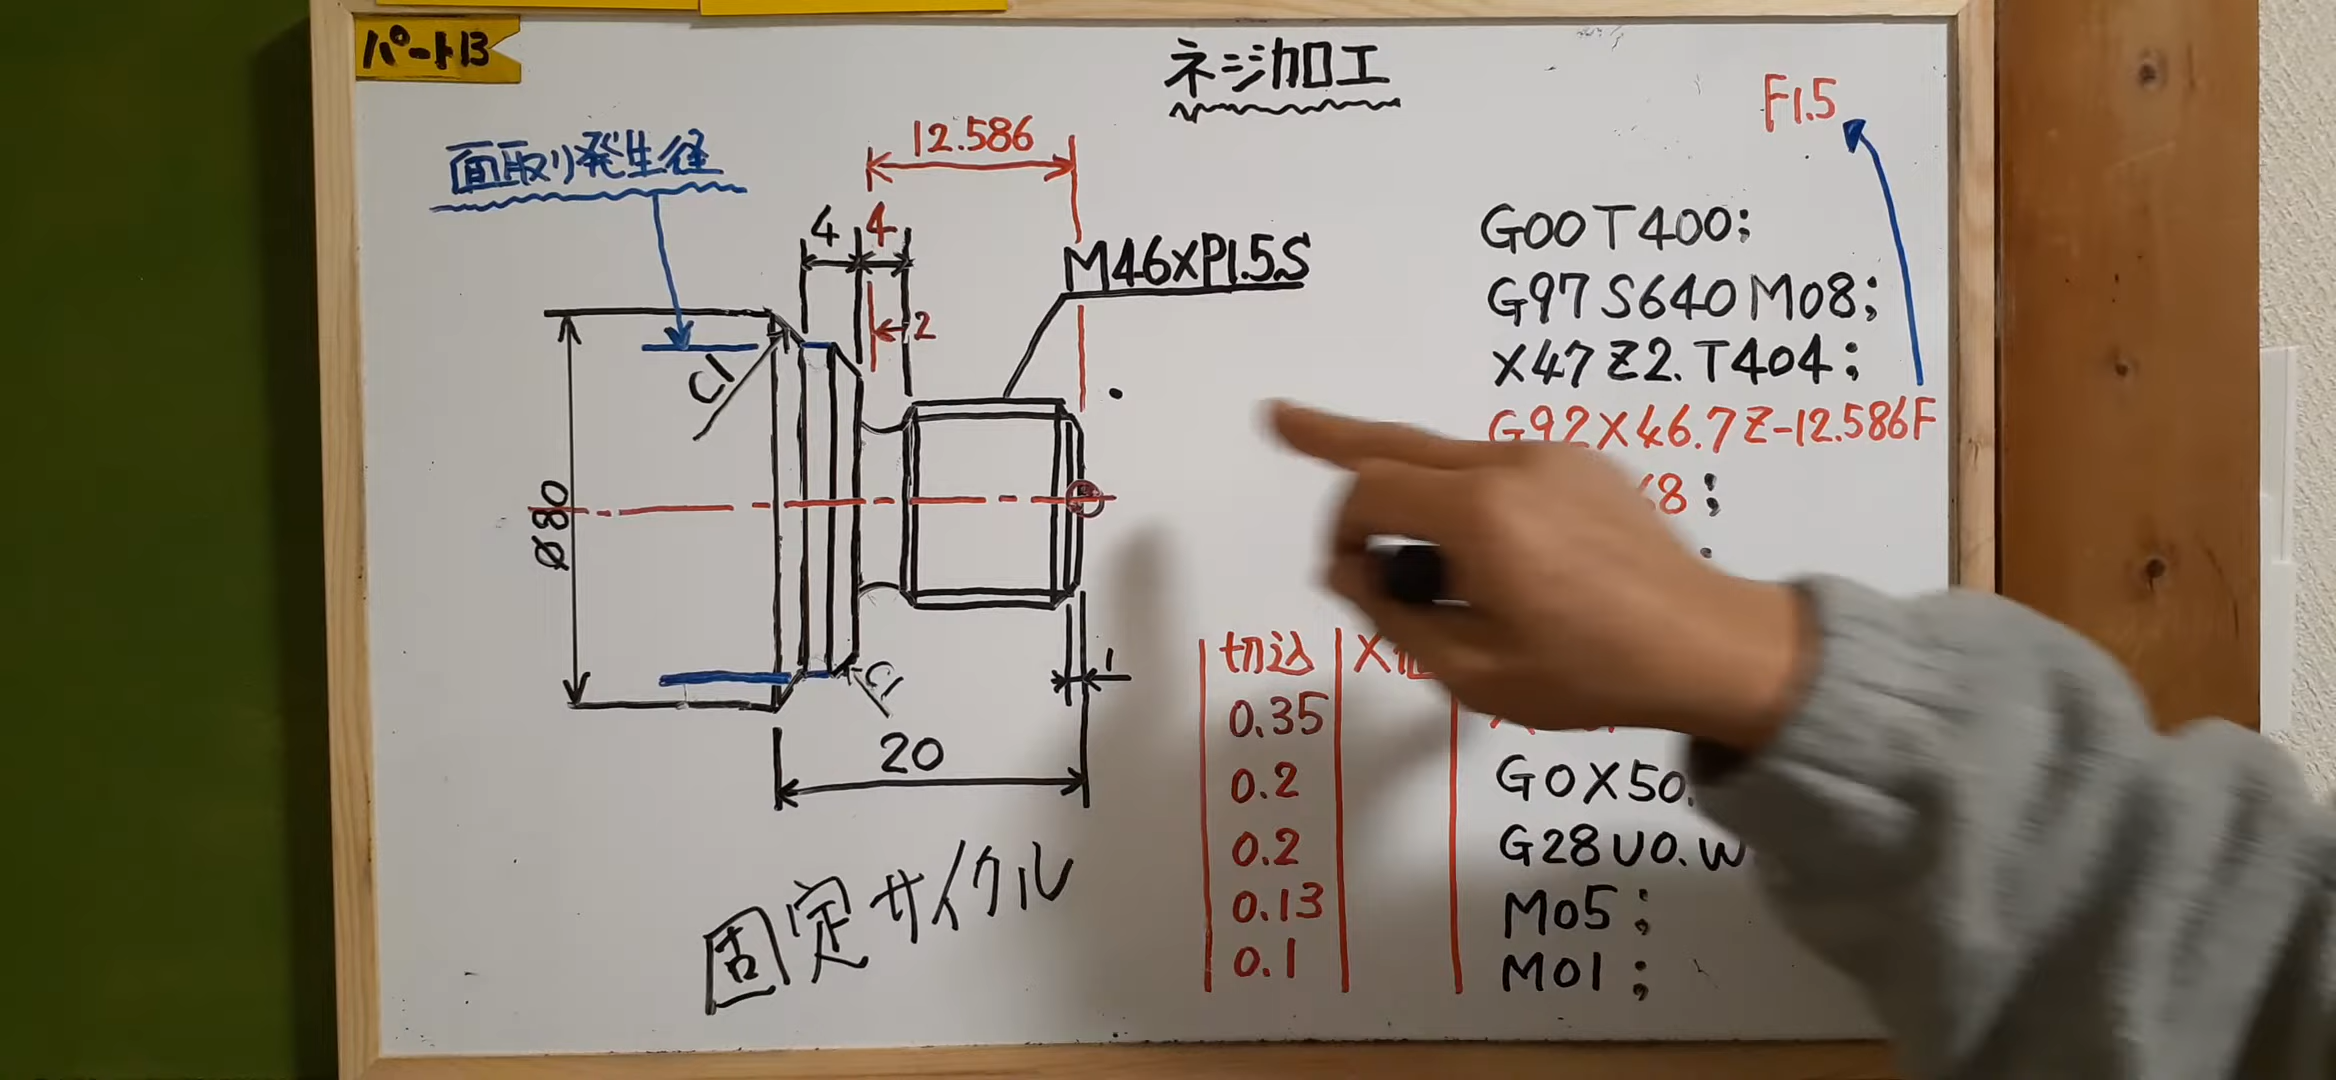 パート13
ネジ加工
F1.5
12.586
面取り発生径
4
4
M46×P1.5S
2
C1
φ80
C1
1
20
固定サイクル
G00T400;
G97S640M08;
X47Z2.T404;
G92X46.7Z-12.586F
8;
切込
X
0.35
0.2
0.2
0.13
0.1
G0X50.
G28U0.W
M05;
M01;